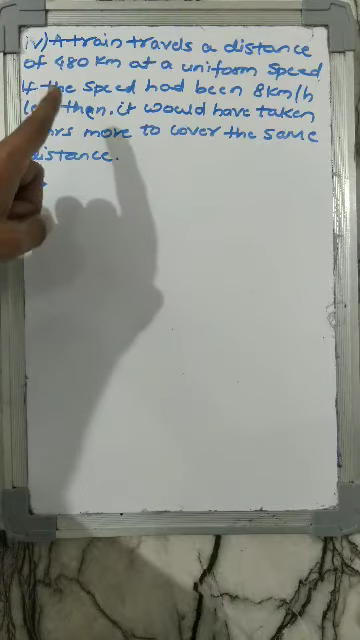 iv) A train travels a distance
of 480 km at a uniform speed
If the speed had been 8km/h
then, it would have taken
more to cover the same
distance.